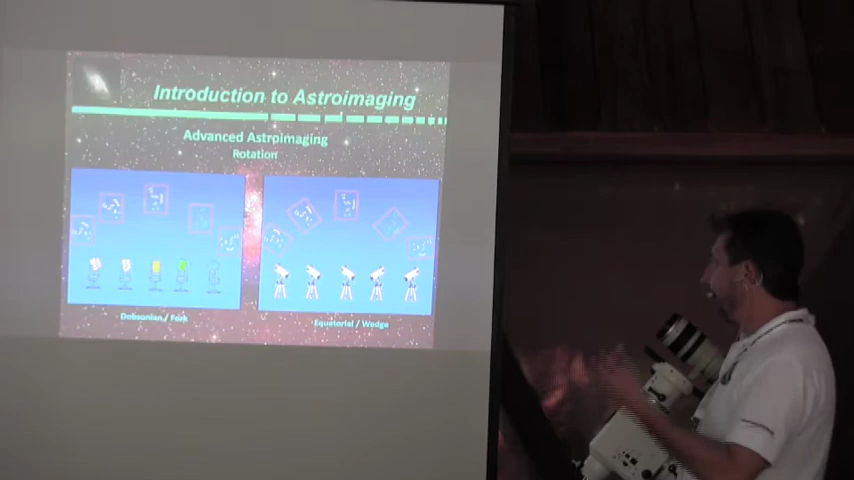 Introduction to Astroimaging
Advanced AstroImaging
Rotation
Dobsonian / Fork
Equatorial / Wedge